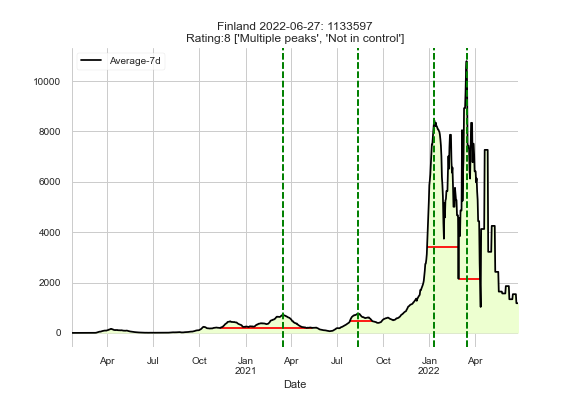 Finland 2022-06-27: 1133597
Rating:8 ['Multiple peaks', 'Not in control']
Average-7d
10000
8000
6000
4000
2000
0
Apr Jul Oct Jan Apr Jul Oct Jan Apr
2021 2022
Date